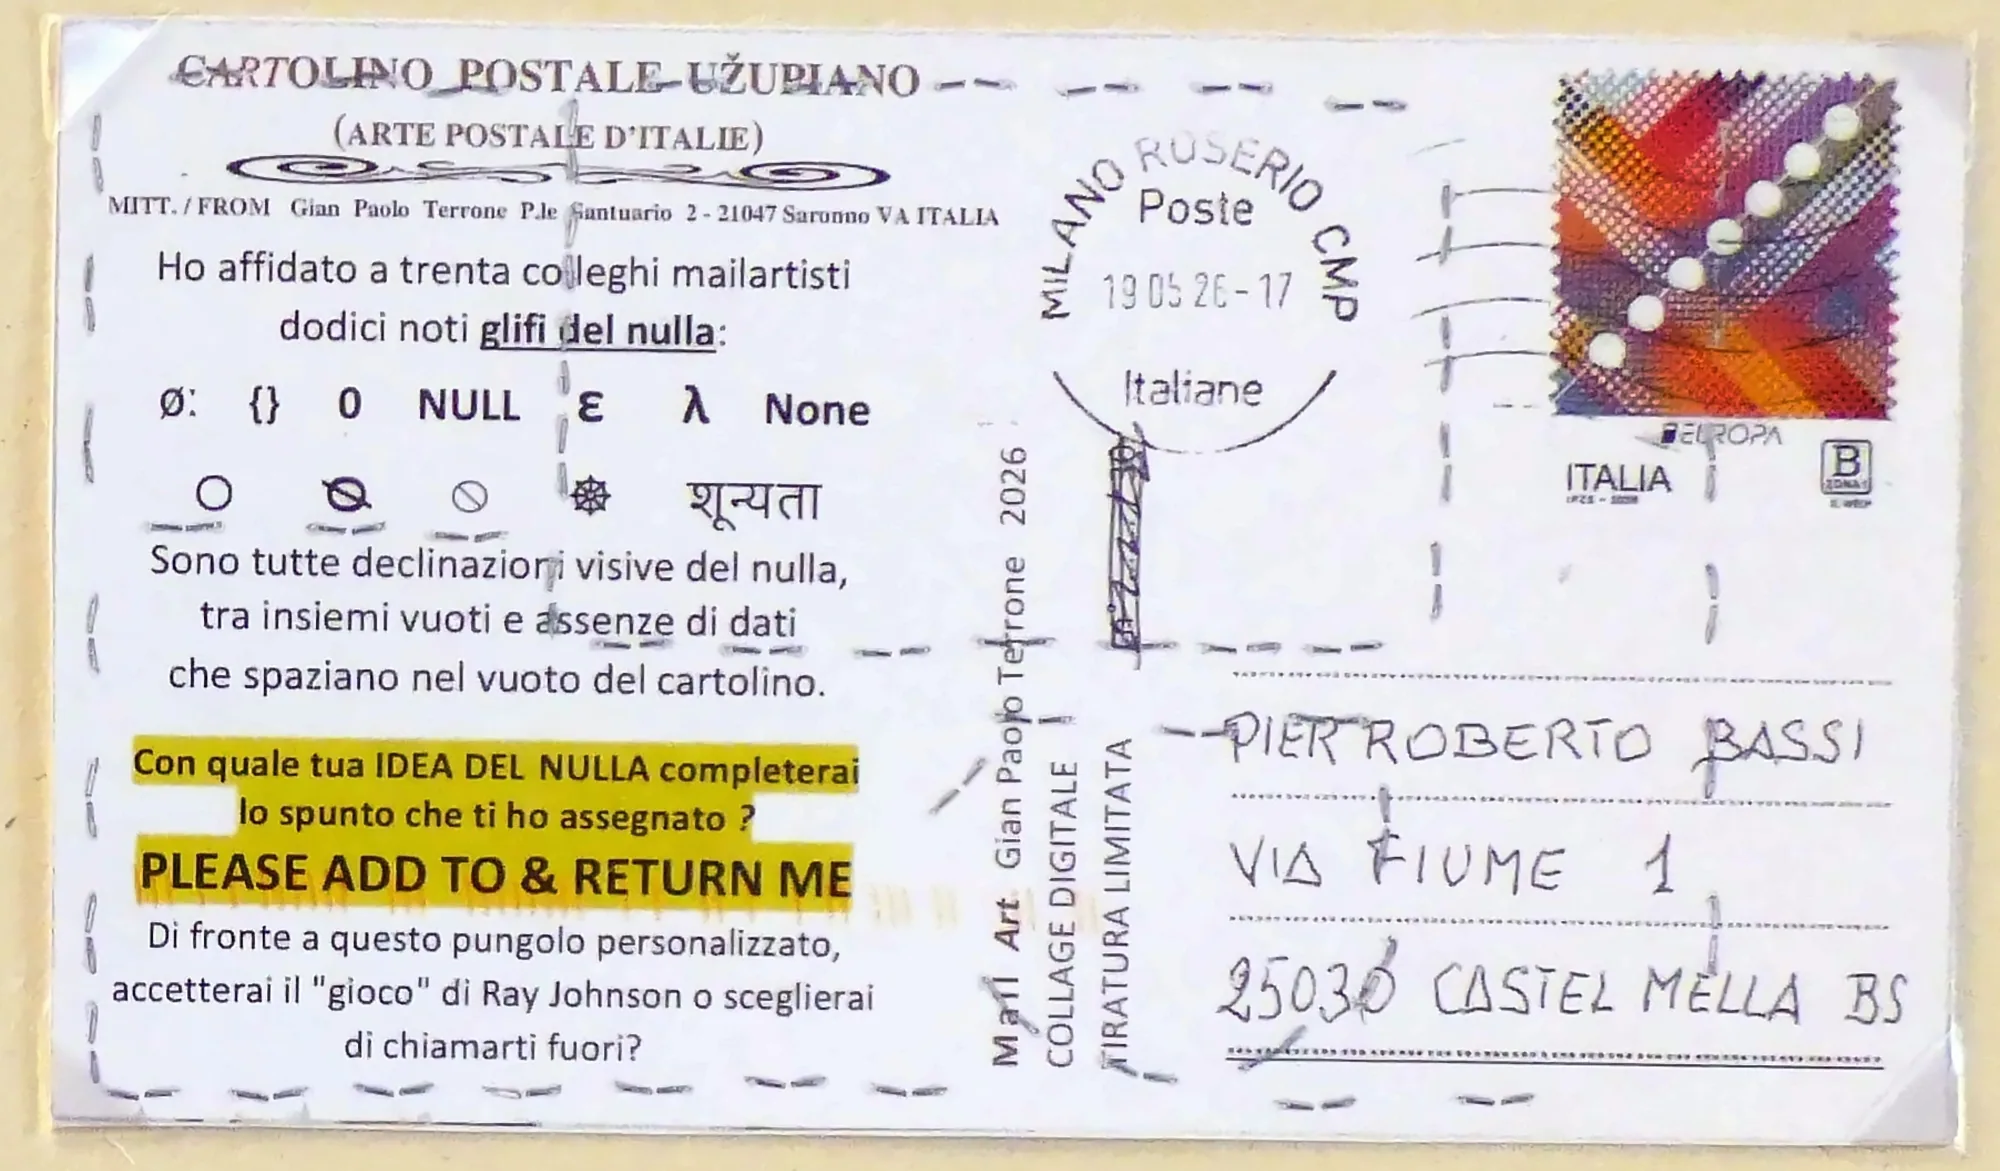 CARTOLINO POSTALE UŽUPIANO
(ARTE POSTALE D'ITALIE)
MITT. / FROM Gian Paolo Terrone P.le Santuario 2 - 21047 Saronno VA ITALIA
Ho affidato a trenta colleghi mailartisti
dodici noti glifi del nulla:
Ø: {} 0 NULL ε λ None
शून्यता
Sono tutte declinazioni visive del nulla,
tra insiemi vuoti e assenze di dati
che spaziano nel vuoto del cartolino.
Con quale tua IDEA DEL NULLA completerai
lo spunto che ti ho assegnato ?
PLEASE ADD TO & RETURN ME
Di fronte a questo pungolo personalizzato,
accetterai il "gioco" di Ray Johnson o sceglierai
di chiamarti fuori?
Mail Art Gian Paolo Terrone 2026
COLLAGE DIGITALE
TIRATURA LIMITATA
MILANO ROSERIO CMP
Poste
19 05 26-17
Italiane
EUROPA
ITALIA
B
PIERROBERTO BASSI
VIA FIUME 1
25030 CASTEL MELLA BS